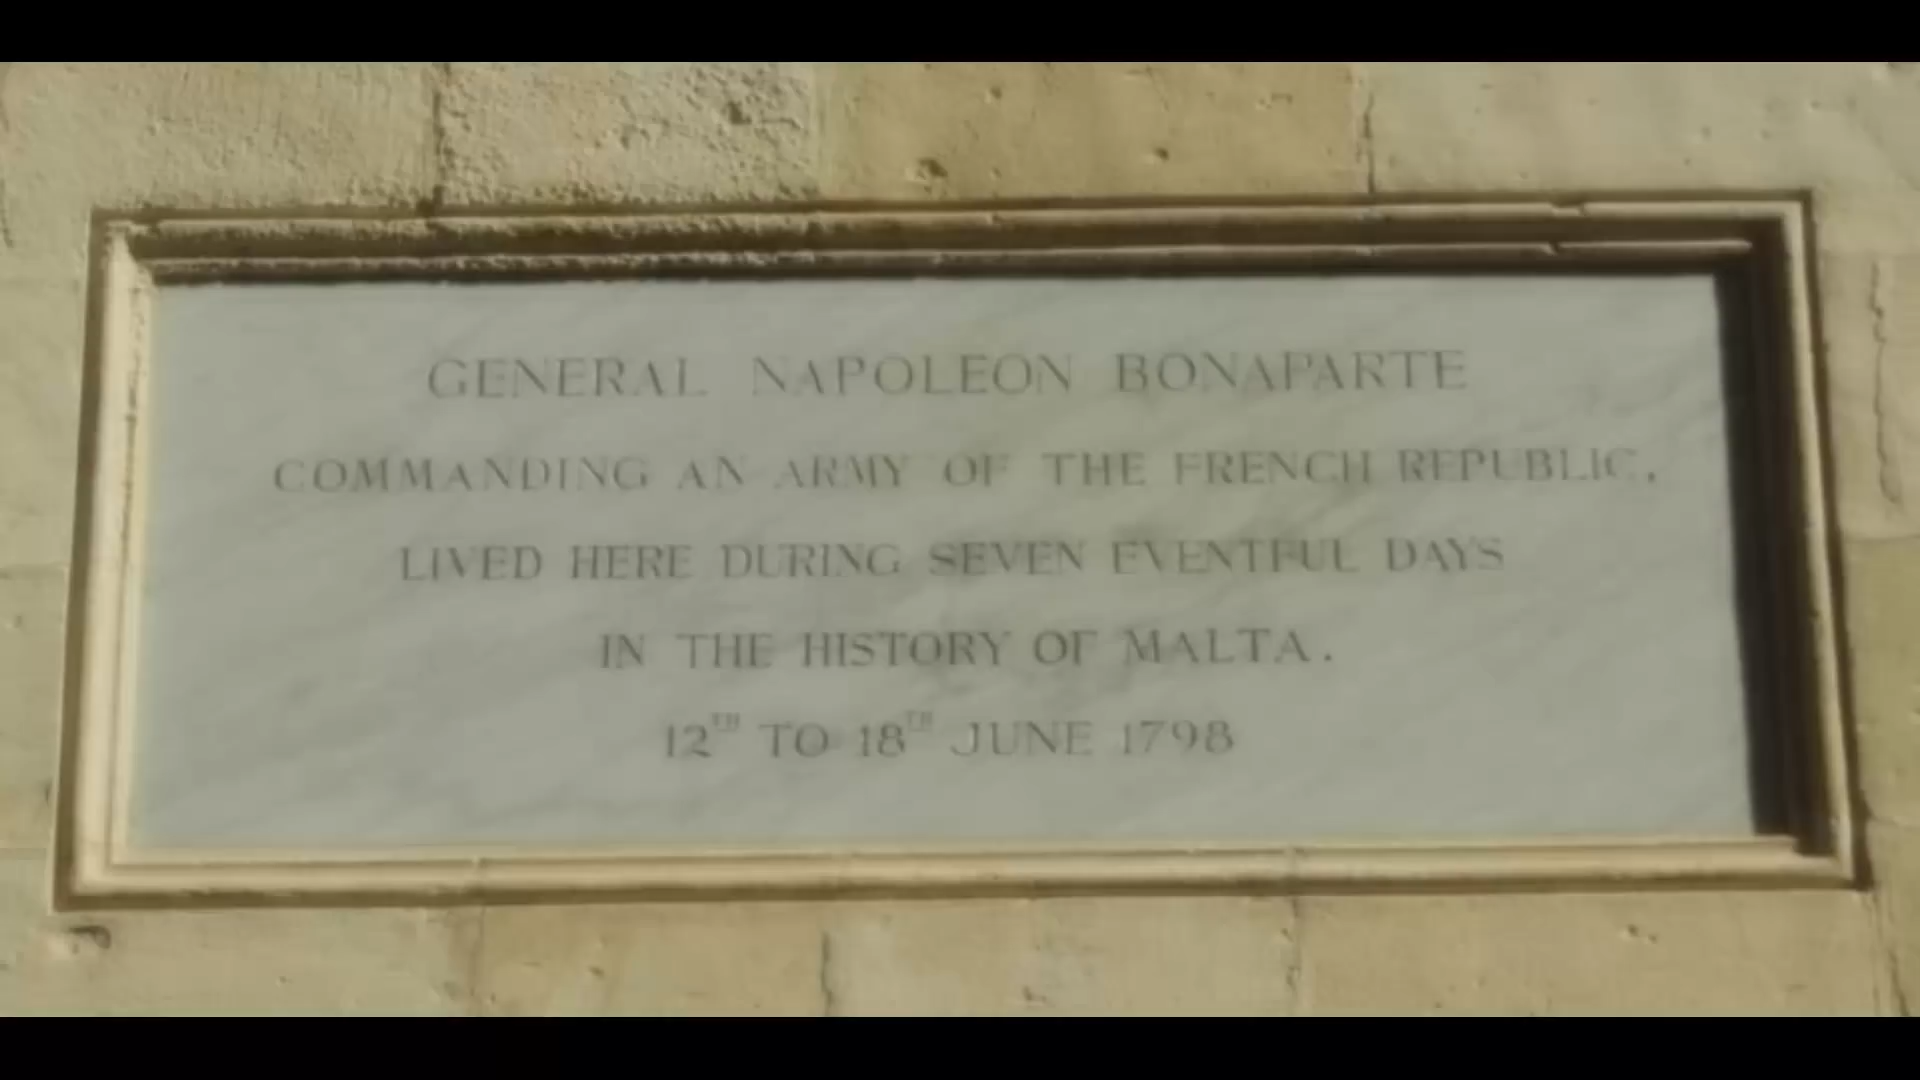 GENERAL NAPOLEON BONAPARTE
COMMANDING AN ARMY OF THE FRENCH REPUBLIC,
LIVED HERE DURING SEVEN EVENTFUL DAYS
IN THE HISTORY OF MALTA.
12TH TO 18TH JUNE 1798